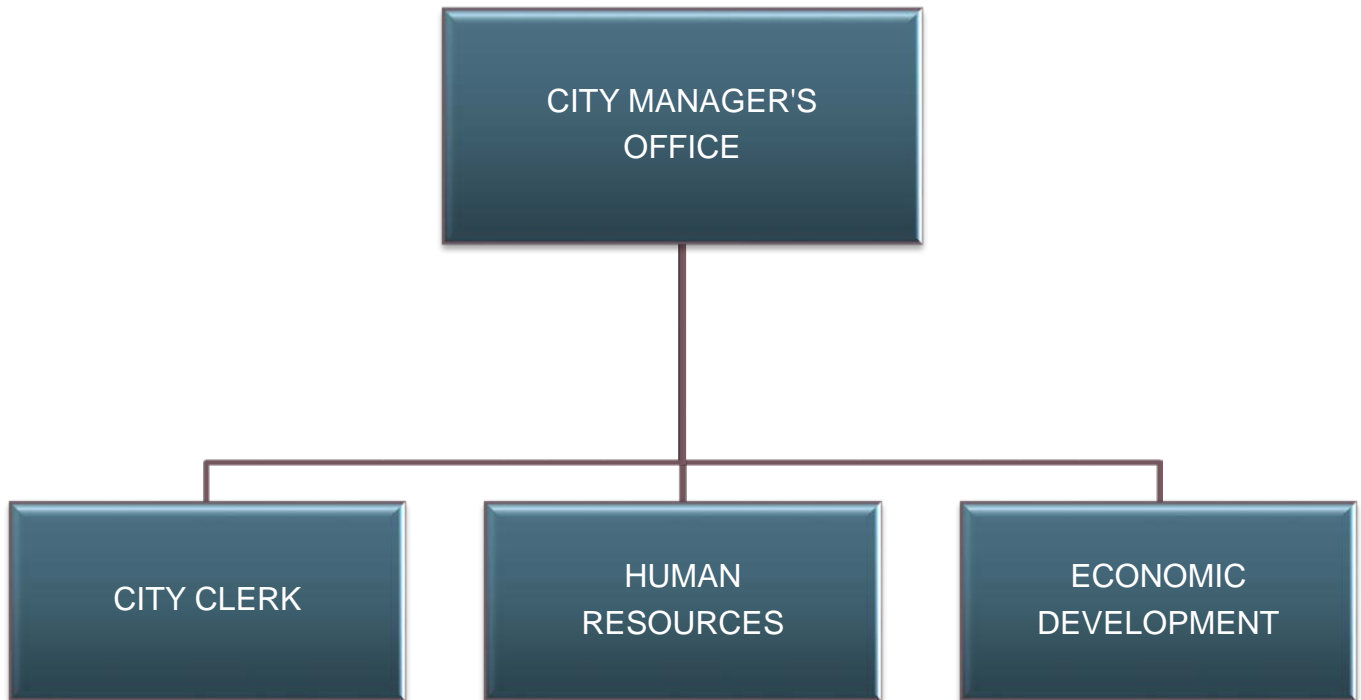 CITY MANAGER'S
OFFICE
CITY CLERK
HUMAN
RESOURCES
ECONOMIC
DEVELOPMENT